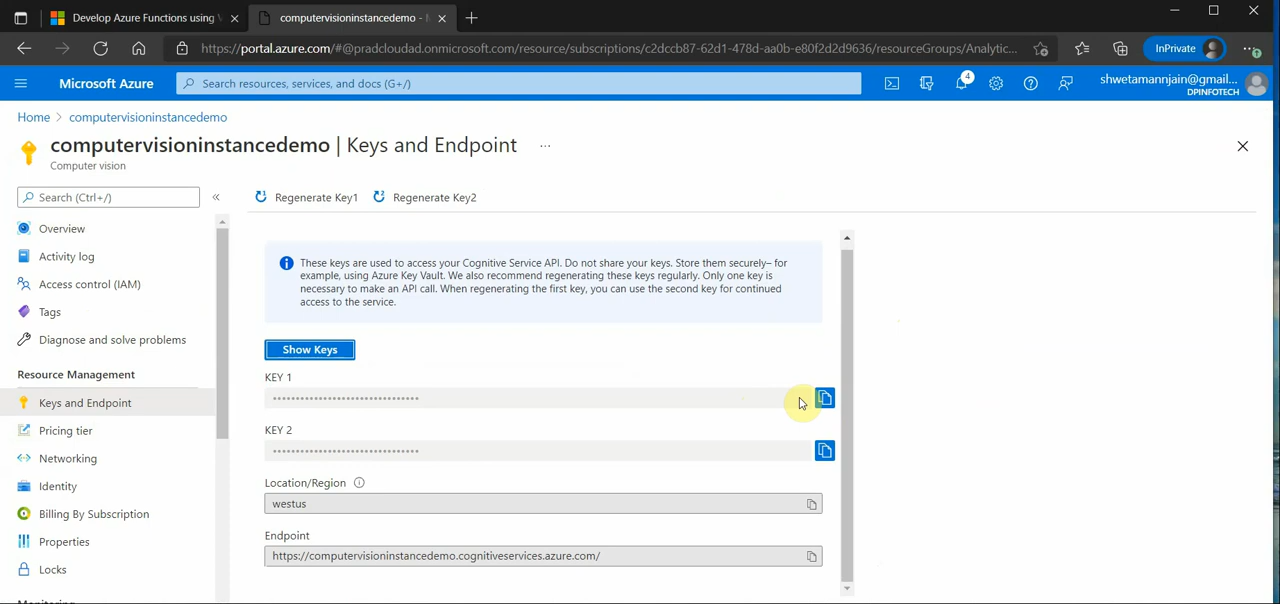 Develop Azure Functions using V
computervisioninstancedemo - M
https://portal.azure.com/#@pradcloudad.onmicrosoft.com/resource/subscriptions/c2dccb87-62d1-478d-aa0b-e80f2d2d9636/resourceGroups/Analytic...
InPrivate
Microsoft Azure
Search resources, services, and docs (G+/)
4
shwetamannjain@gmail...
DPINFOTECH
Home > computervisioninstancedemo
computervisioninstancedemo | Keys and Endpoint ...
Computer vision
Search (Ctrl+/)
«
Regenerate Key1
Regenerate Key2
Overview
Activity log
Access control (IAM)
Tags
Diagnose and solve problems
Resource Management
Keys and Endpoint
Pricing tier
Networking
Identity
Billing By Subscription
Properties
Locks
Monitoring
These keys are used to access your Cognitive Service API. Do not share your keys. Store them securely– for
example, using Azure Key Vault. We also recommend regenerating these keys regularly. Only one key is
necessary to make an API call. When regenerating the first key, you can use the second key for continued
access to the service.
Show Keys
KEY 1
••••••••••••••••••••••••••••••••
KEY 2
••••••••••••••••••••••••••••••••
Location/Region
westus
Endpoint
https://computervisioninstancedemo.cognitiveservices.azure.com/